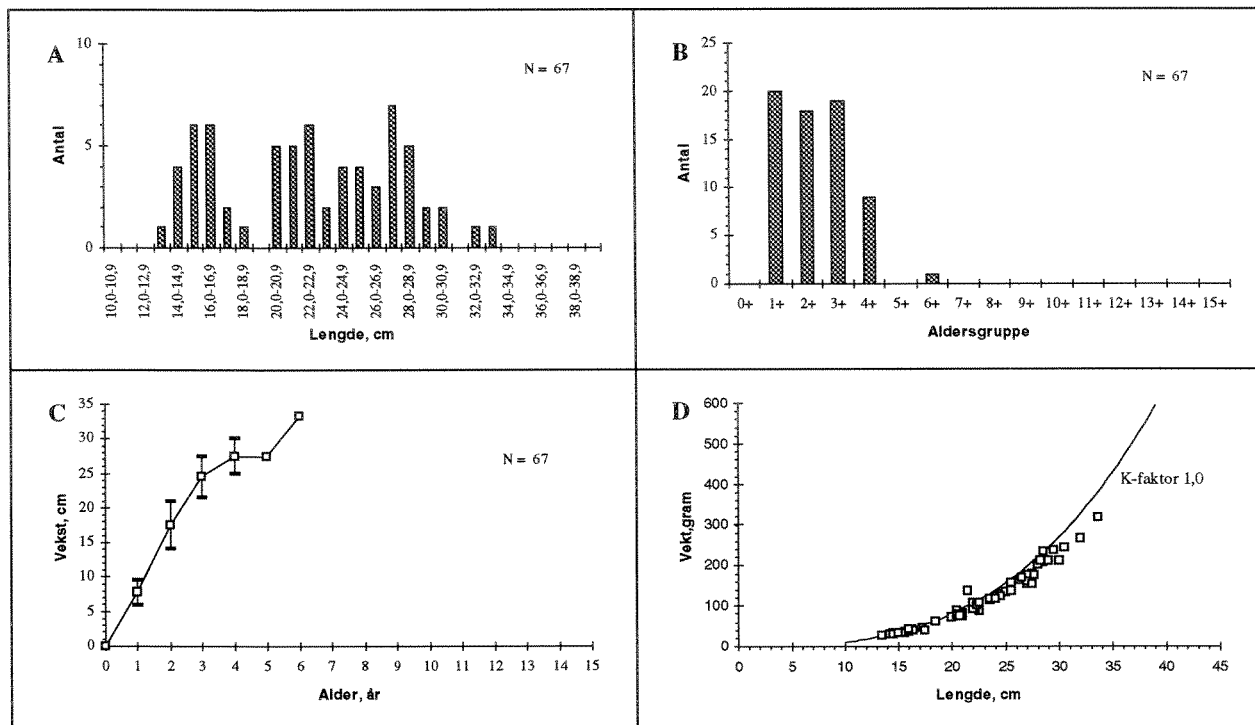 A
N = 67
Antal
10
5
0
10,0-10,9
12,0-12,9
14,0-14,9
16,0-16,9
18,0-18,9
20,0-20,9
22,0-22,9
24,0-24,9
26,0-26,9
28,0-28,9
30,0-30,9
32,0-32,9
34,0-34,9
36,0-36,9
38,0-38,9
Lengde, cm
B
N = 67
Antal
25
20
15
10
5
0
0+ 1+ 2+ 3+ 4+ 5+ 6+ 7+ 8+ 9+ 10+ 11+ 12+ 13+ 14+ 15+
Aldersgruppe
C
N = 67
Vekst, cm
35
30
25
20
15
10
5
0
0 1 2 3 4 5 6 7 8 9 10 11 12 13 14 15
Alder, år
D
K-faktor 1,0
Vekt,gram
600
500
400
300
200
100
0
0 5 10 15 20 25 30 35 40 45
Lengde, cm